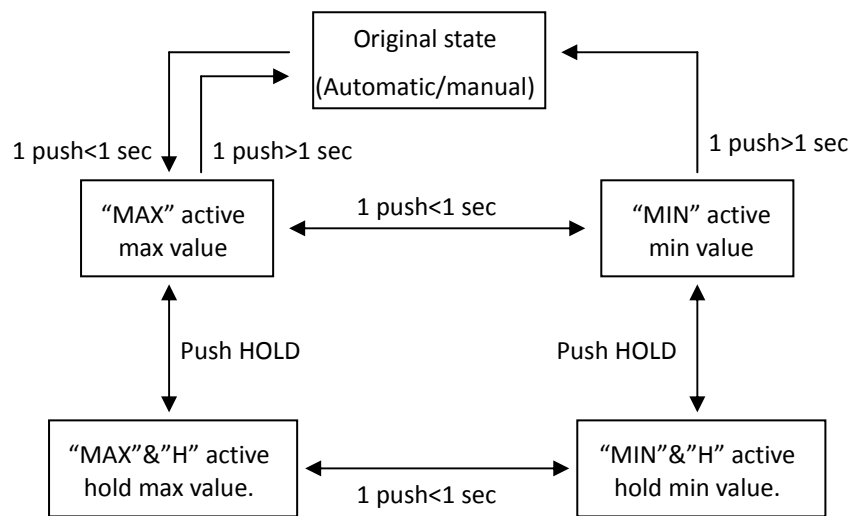 Original state
(Automatic/manual)
1 push<1 sec
1 push>1 sec
1 push>1 sec
“MAX” active
max value
1 push<1 sec
“MIN” active
min value
Push HOLD
Push HOLD
“MAX”&”H” active
hold max value.
1 push<1 sec
“MIN”&”H” active
hold min value.